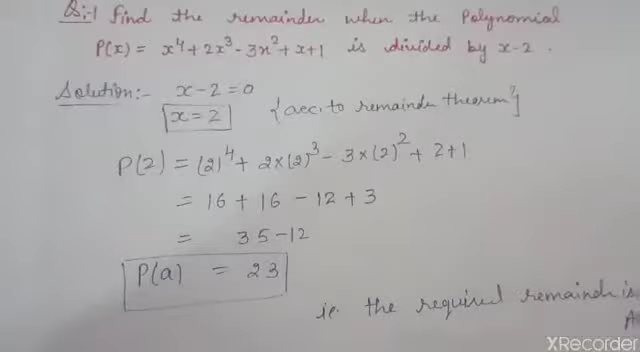 Q:-1 Find the remainder when the Polynomial
P(x) = x⁴ + 2x³ - 3x² + x + 1 is divided by x-2.
Solution:- x - 2 = 0
x = 2 {acc. to remainder theorem}
P(2) = (2)⁴ + 2×(2)³ - 3×(2)² + 2+1
= 16 + 16 - 12 + 3
= 35 - 12
P(a) = 23
ie. the required remainder is
A
XRecorder